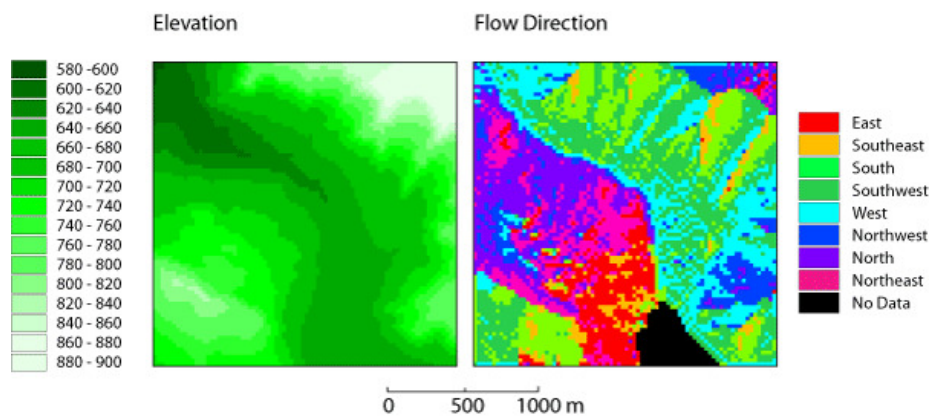 Elevation
Flow Direction
580 -600
600 - 620
620 - 640
640 - 660
660 - 680
680 - 700
700 - 720
720 - 740
740 - 760
760 - 780
780 - 800
800 - 820
820 - 840
840 - 860
860 - 880
880 - 900
East
Southeast
South
Southwest
West
Northwest
North
Northeast
No Data
0 500 1000 m